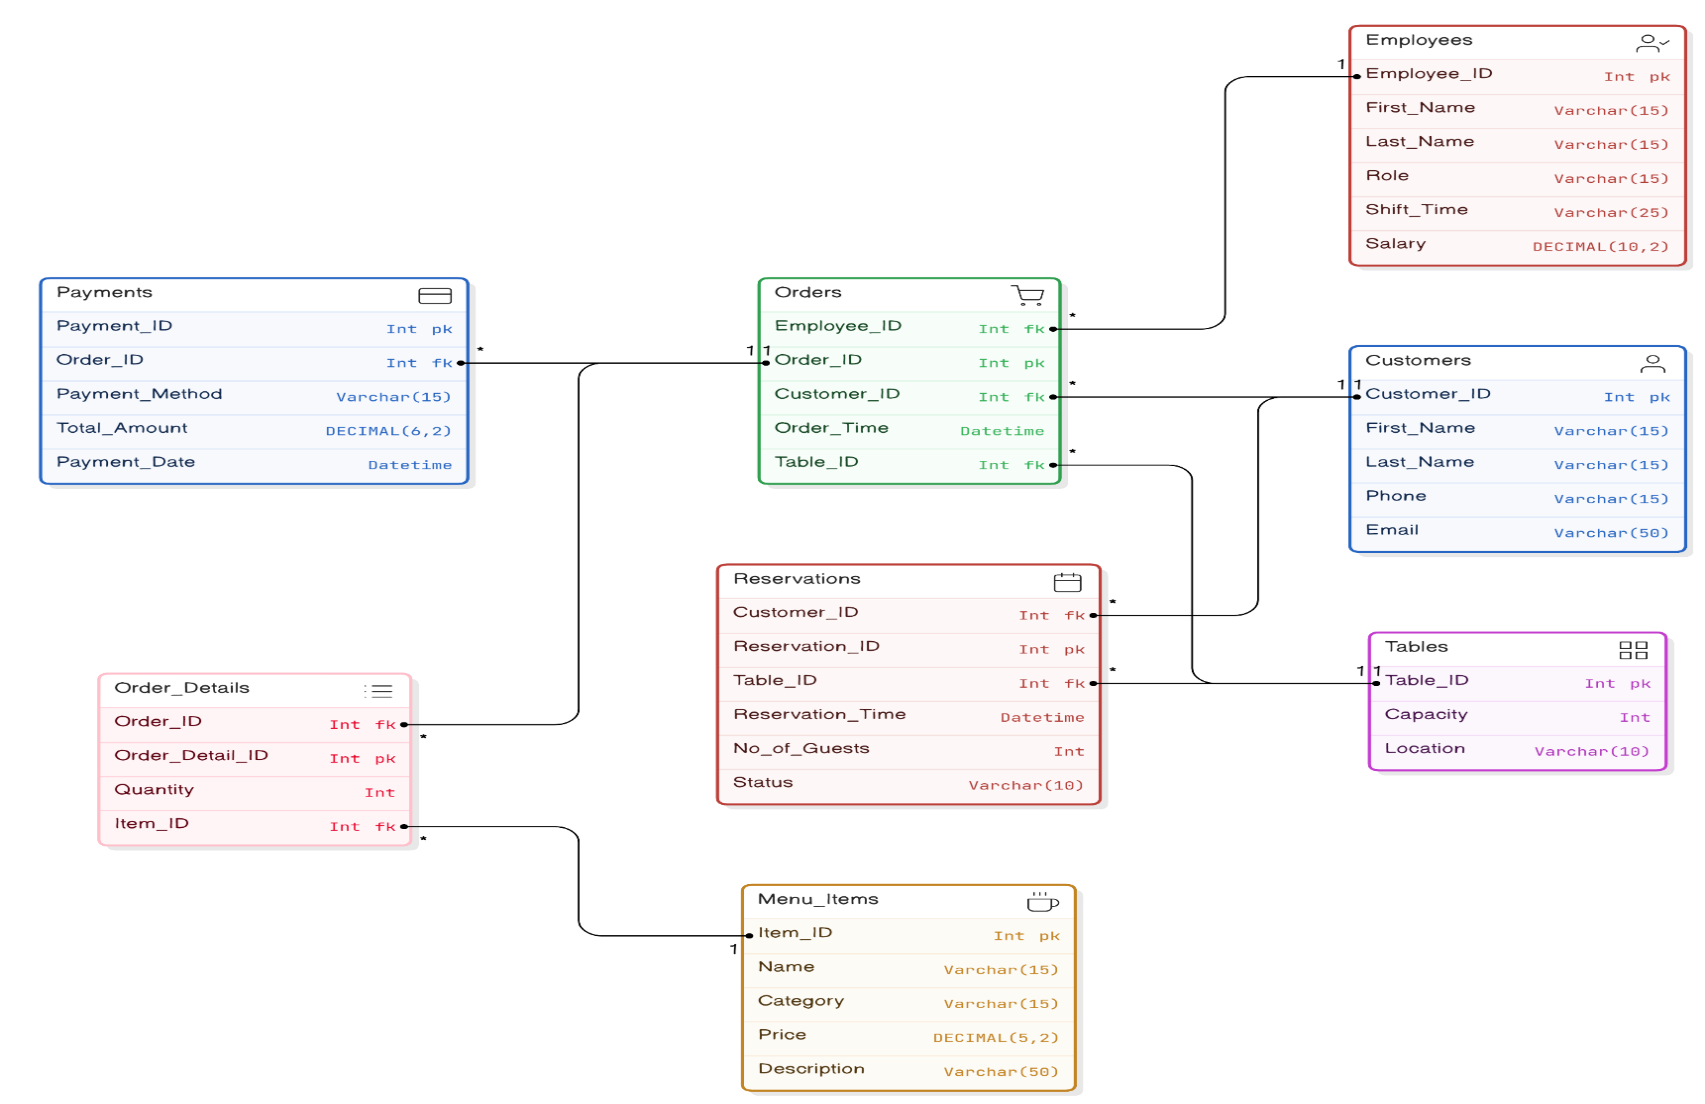 Employees
1
Employee_ID Int pk
First_Name Varchar(15)
Last_Name Varchar(15)
Role Varchar(15)
Shift_Time Varchar(25)
Salary DECIMAL(10,2)
Payments
Payment_ID Int pk
Order_ID Int fk
*
Payment_Method Varchar(15)
Total_Amount DECIMAL(6,2)
Payment_Date Datetime
Orders
Employee_ID Int fk
*
1 1
Order_ID Int pk
Customer_ID Int fk
*
Order_Time Datetime
Table_ID Int fk
*
Customers
1 1
Customer_ID Int pk
First_Name Varchar(15)
Last_Name Varchar(15)
Phone Varchar(15)
Email Varchar(50)
Reservations
Customer_ID Int fk
*
Reservation_ID Int pk
Table_ID Int fk
*
Reservation_Time Datetime
No_of_Guests Int
Status Varchar(10)
Tables
1 1
Table_ID Int pk
Capacity Int
Location Varchar(10)
Order_Details
Order_ID Int fk
*
Order_Detail_ID Int pk
Quantity Int
Item_ID Int fk
*
Menu_Items
Item_ID Int pk
1
Name Varchar(15)
Category Varchar(15)
Price DECIMAL(5,2)
Description Varchar(50)